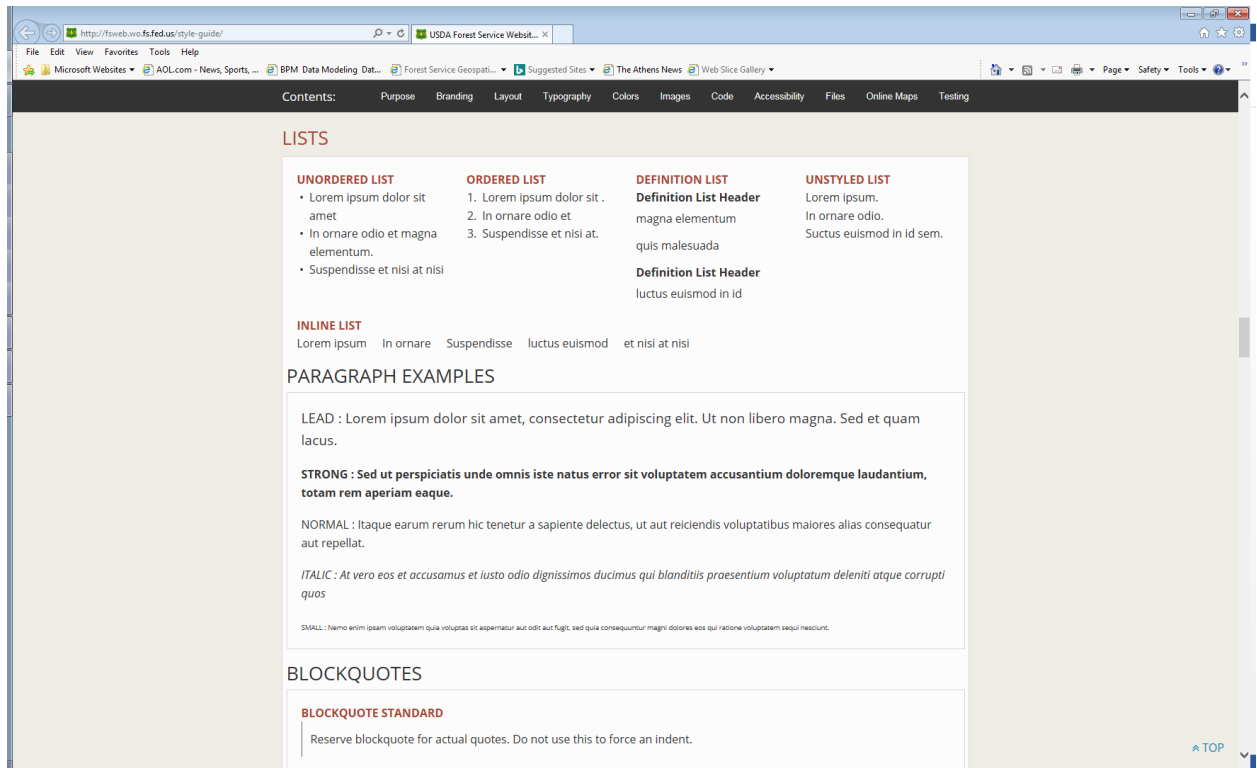 http://fsweb.wo.fs.fed.us/style-guide/
USDA Forest Service Websit...
File Edit View Favorites Tools Help
Microsoft Websites AOL.com - News, Sports, ... BPM Data Modeling Dat... Forest Service Geospati... Suggested Sites The Athens News Web Slice Gallery Page Safety Tools
Contents: Purpose Branding Layout Typography Colors Images Code Accessibility Files Online Maps Testing
LISTS
UNORDERED LIST
• Lorem ipsum dolor sit
amet
• In ornare odio et magna
elementum.
• Suspendisse et nisi at nisi
ORDERED LIST
1. Lorem ipsum dolor sit .
2. In ornare odio et
3. Suspendisse et nisi at.
DEFINITION LIST
Definition List Header
magna elementum
quis malesuada
Definition List Header
luctus euismod in id
UNSTYLED LIST
Lorem ipsum.
In ornare odio.
Suctus euismod in id sem.
INLINE LIST
Lorem ipsum In ornare Suspendisse luctus euismod et nisi at nisi
PARAGRAPH EXAMPLES
LEAD : Lorem ipsum dolor sit amet, consectetur adipiscing elit. Ut non libero magna. Sed et quam
lacus.
STRONG : Sed ut perspiciatis unde omnis iste natus error sit voluptatem accusantium doloremque laudantium,
totam rem aperiam eaque.
NORMAL : Itaque earum rerum hic tenetur a sapiente delectus, ut aut reiciendis voluptatibus maiores alias consequatur
aut repellat.
ITALIC : At vero eos et accusamus et iusto odio dignissimos ducimus qui blanditiis praesentium voluptatum deleniti atque corrupti
quos
SMALL : Nemo enim ipsam voluptatem quia voluptas sit aspernatur aut odit aut fugit, sed quia consequuntur magni dolores eos qui ratione voluptatem sequi nesciunt.
BLOCKQUOTES
BLOCKQUOTE STANDARD
Reserve blockquote for actual quotes. Do not use this to force an indent.
TOP